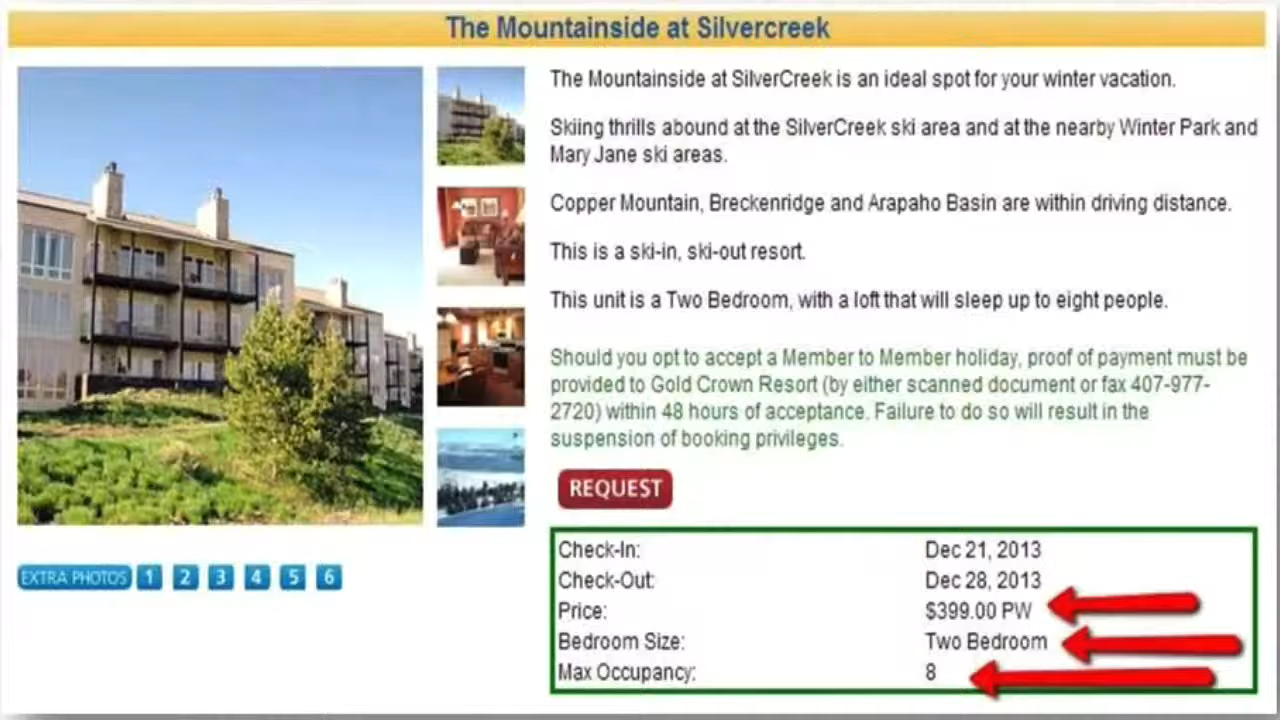 The Mountainside at Silvercreek
The Mountainside at SilverCreek is an ideal spot for your winter vacation.
Skiing thrills abound at the SilverCreek ski area and at the nearby Winter Park and
Mary Jane ski areas.
Copper Mountain, Breckenridge and Arapaho Basin are within driving distance.
This is a ski-in, ski-out resort.
This unit is a Two Bedroom, with a loft that will sleep up to eight people.
Should you opt to accept a Member to Member holiday, proof of payment must be
provided to Gold Crown Resort (by either scanned document or fax 407-977-
2720) within 48 hours of acceptance. Failure to do so will result in the
suspension of booking privileges.
REQUEST
EXTRA PHOTOS 1 2 3 4 5 6
Check-In: Dec 21, 2013
Check-Out: Dec 28, 2013
Price: $399.00 PW
Bedroom Size: Two Bedroom
Max Occupancy: 8